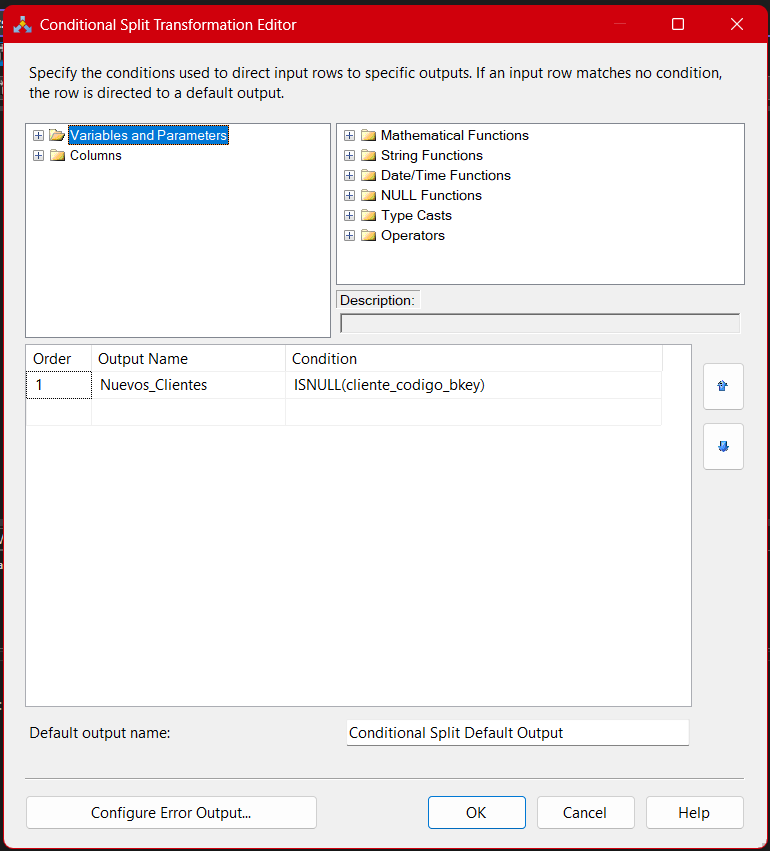 Conditional Split Transformation Editor
Specify the conditions used to direct input rows to specific outputs. If an input row matches no condition,
the row is directed to a default output.
Variables and Parameters
Columns
Mathematical Functions
String Functions
Date/Time Functions
NULL Functions
Type Casts
Operators
Description:
Order Output Name Condition
1 Nuevos_Clientes ISNULL(cliente_codigo_bkey)
Default output name: Conditional Split Default Output
Configure Error Output... OK Cancel Help